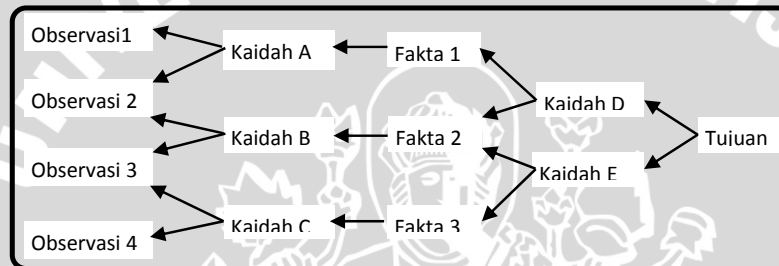 Observasi1
Kaidah A
Fakta 1
Observasi 2
Kaidah D
Kaidah B
Fakta 2
Tujuan
Observasi 3
Kaidah E
Kaidah C
Fakta 3
Observasi 4